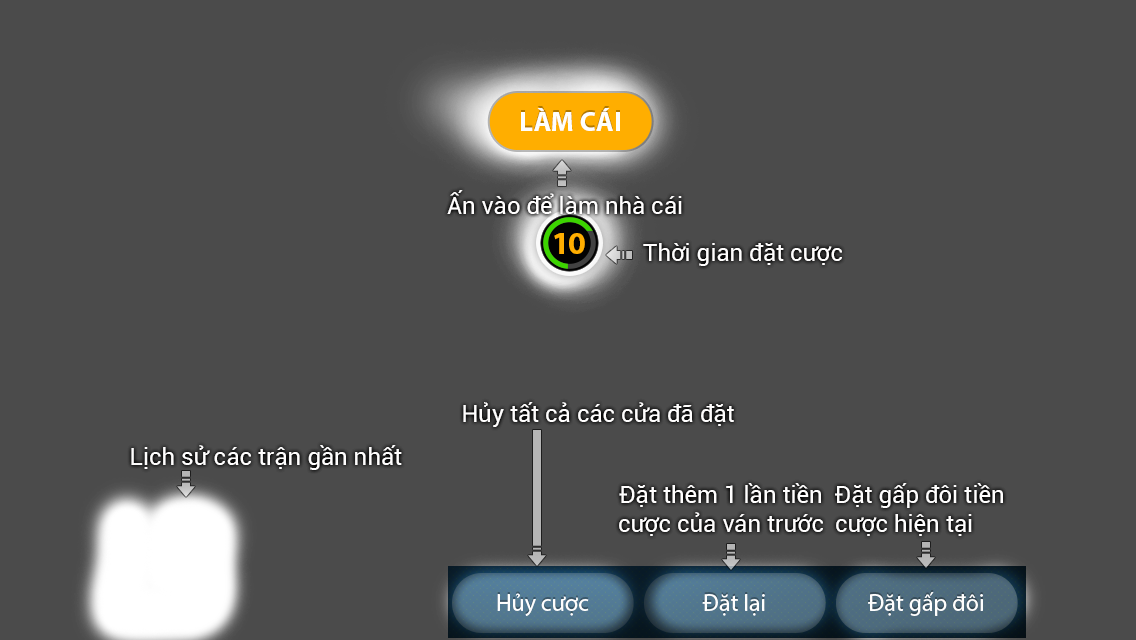 LÀM CÁI
Ấn vào để làm nhà cái
10
Thời gian đặt cược
Hủy tất cả các cửa đã đặt
Lịch sử các trận gần nhất
Đặt thêm 1 lần tiền
cược của ván trước
Đặt gấp đôi tiền
cược hiện tại
Hủy cược
Đặt lại
Đặt gấp đôi